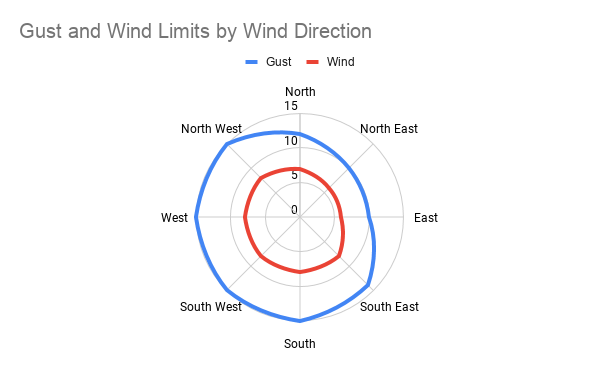 Gust and Wind Limits by Wind Direction
Gust
Wind
North
15
North West
North East
10
5
West
0
East
South West
South East
South